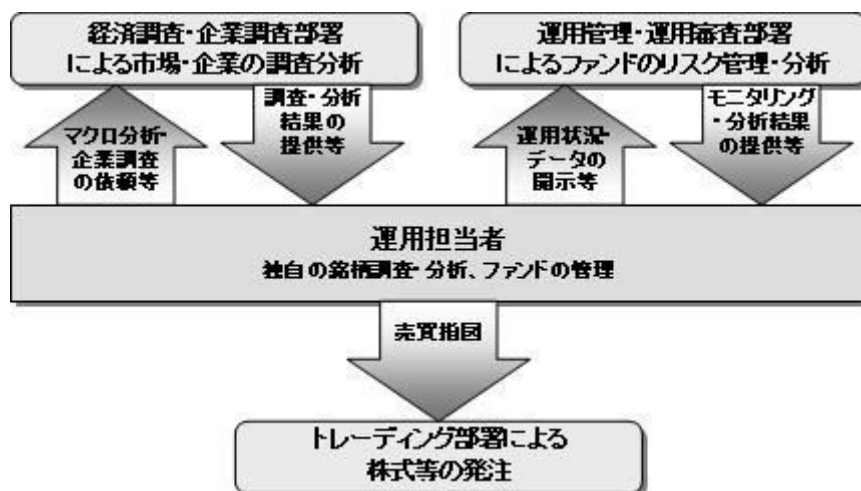 経済調査・企業調査部署
による市場・企業の調査分析
運用管理・運用審査部署
によるファンドのリスク管理・分析
マクロ分析・
企業調査
の依頼等
調査・分析
結果の
提供等
運用状況・
データの
開示等
モニタリング
・分析結果
の提供等
運用担当者
独自の銘柄調査・分析、ファンドの管理
売買指図
トレーディング部署による
株式等の発注